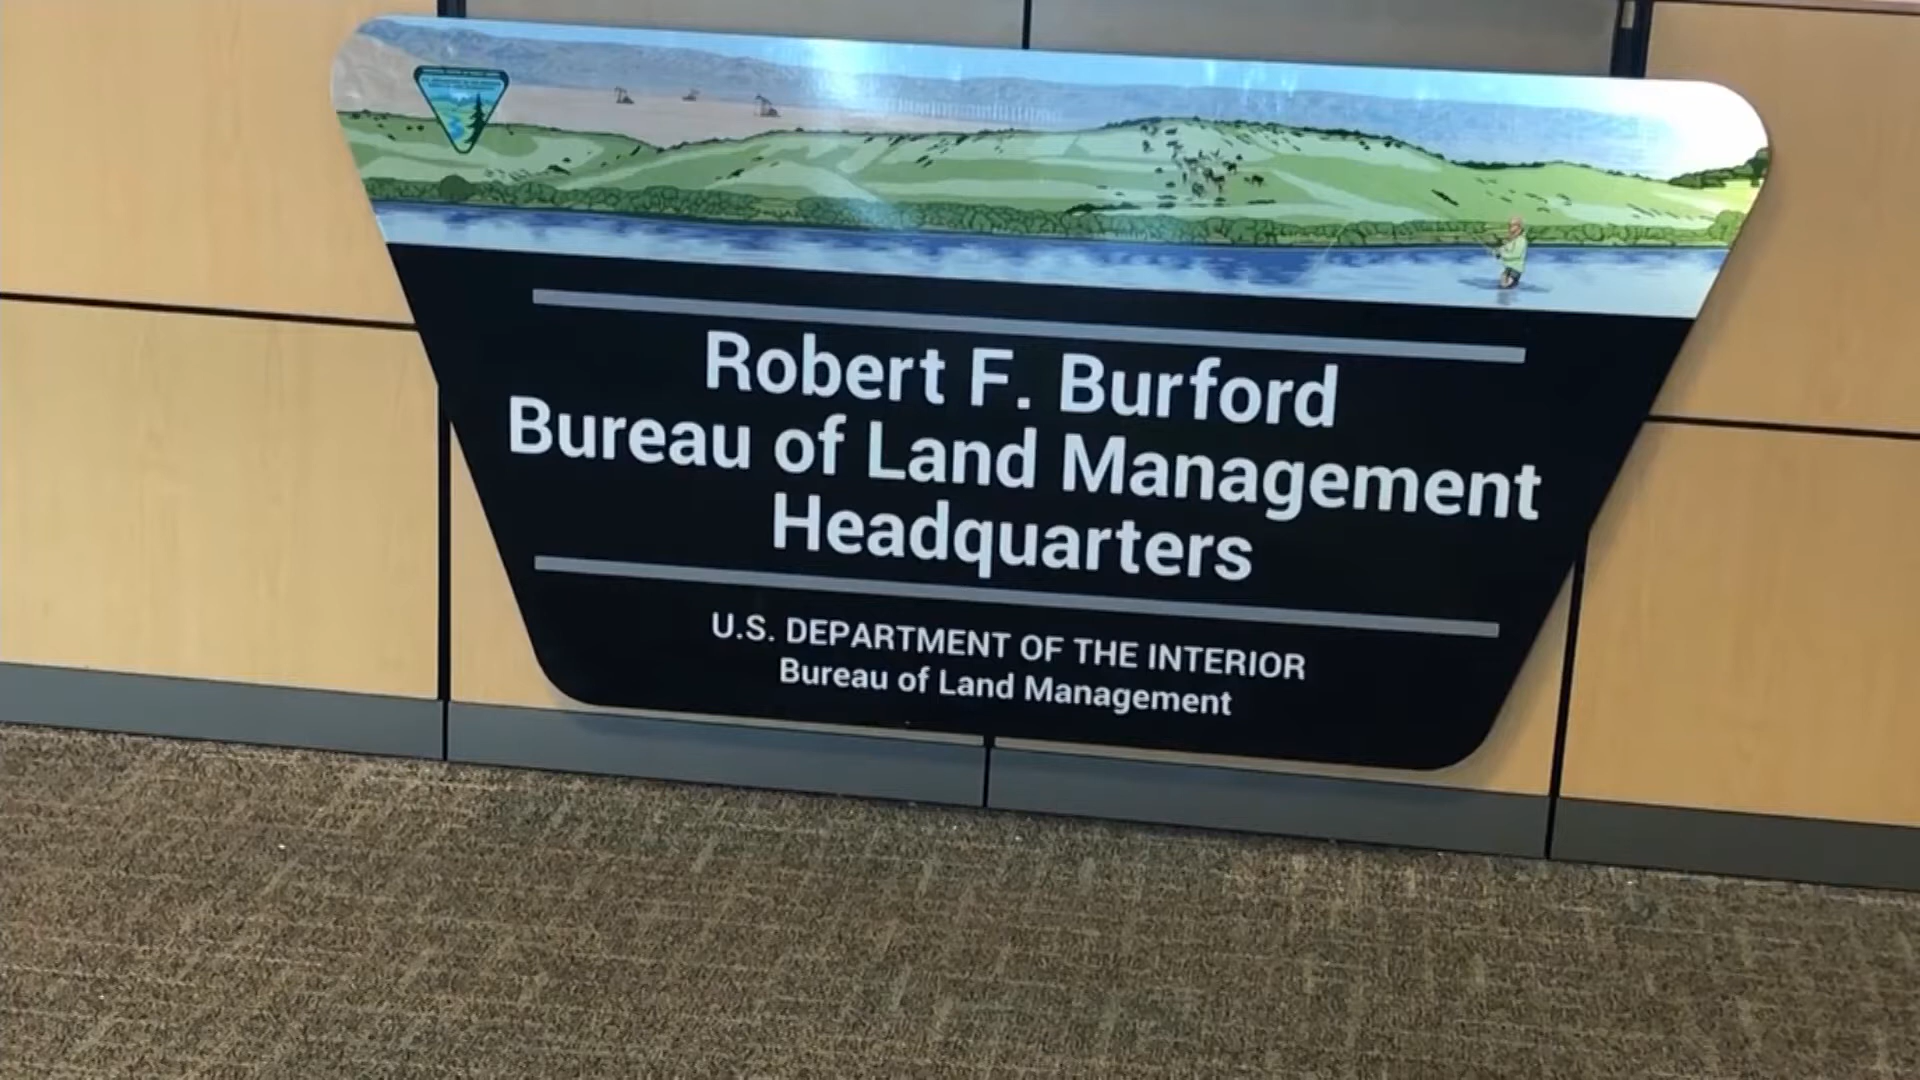 Robert F. Burford
Bureau of Land Management
Headquarters
U.S. DEPARTMENT OF THE INTERIOR
Bureau of Land Management